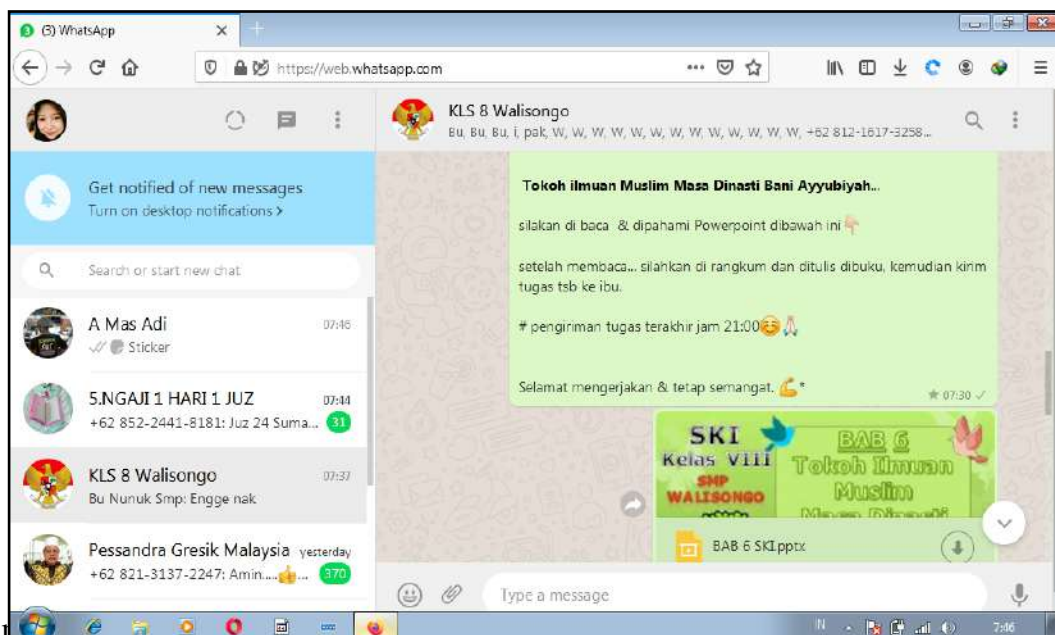 (3) WhatsApp
https://web.whatsapp.com
KLS 8 Walisongo
Bu, Bu, Bu, i, pak, W, W, W, W, W, W, W, W, W, W, W, W, W, +62 812-1617-3258...
Get notified of new messages
Turn on desktop notifications >
Search or start new chat
A Mas Adi 07:46
Sticker
5.NGAJI 1 HARI 1 JUZ 07:44
+62 852-2441-8181: Juz 24 Suma... 31
KLS 8 Walisongo 07:37
Bu Nunuk Smp: Engge nak
Pessandra Gresik Malaysia yesterday
+62 821-3137-2247: Amin.....👍... 370
Tokoh ilmuan Muslim Masa Dinasti Bani Ayyubiyah...
silakan di baca & dipahami Powerpoint dibawah ini👇
setelah membaca... silahkan di rangkum dan ditulis dibuku, kemudian kirim
tugas tsb ke ibu.
# pengiriman tugas terakhir jam 21:00☺️🙏
Selamat mengerjakan & tetap semangat. 💪*
07:30
SKI
Kelas VIII
SMP
WALISONGO
BAB 6
Tokoh Ilmuan
Muslim
Masa Dinasti
BAB 6 SKI.pptx
Type a message
IN
7:46